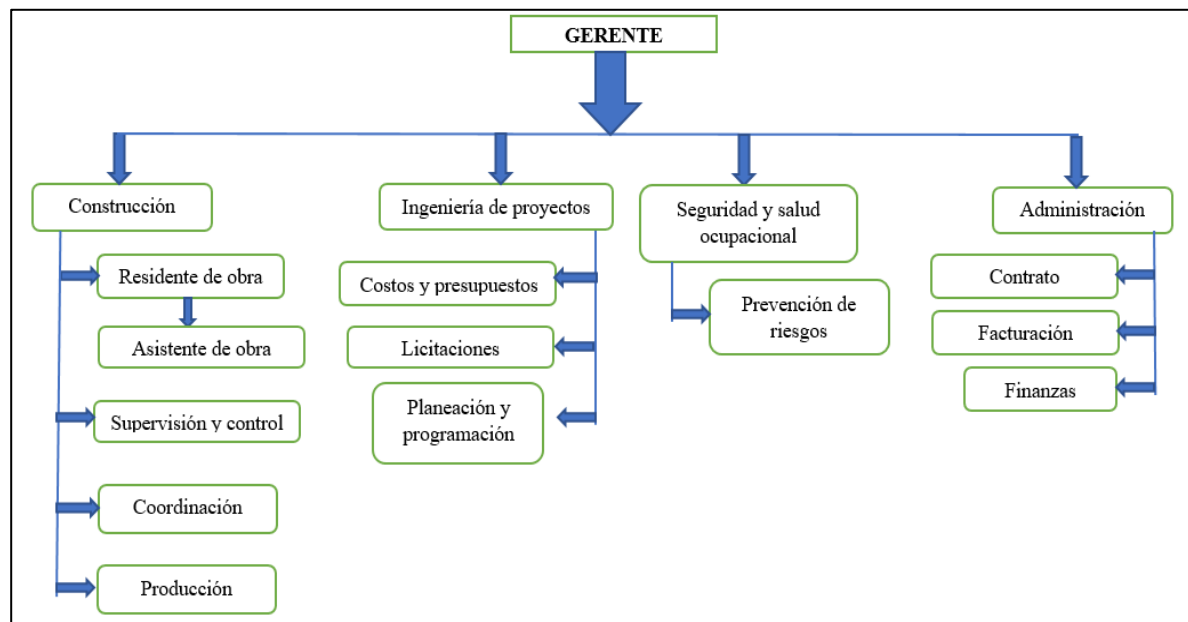 GERENTE
Construcción
Residente de obra
Asistente de obra
Supervisión y control
Coordinación
Producción
Ingeniería de proyectos
Costos y presupuestos
Licitaciones
Planeación y
programación
Seguridad y salud
ocupacional
Prevención de
riesgos
Administración
Contrato
Facturación
Finanzas